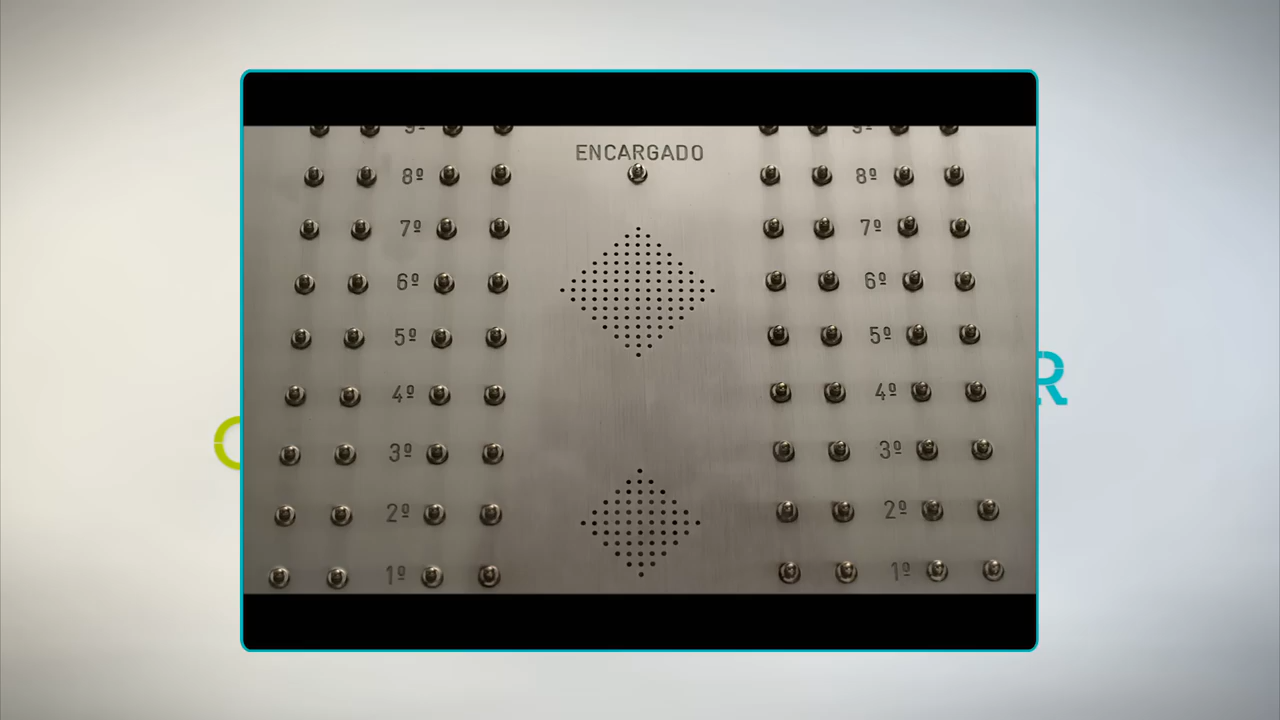 ENCARGADO
8º 8º
7º 7º
6º 6º
5º 5º
4º 4º
3º 3º
2º 2º
1º 1º